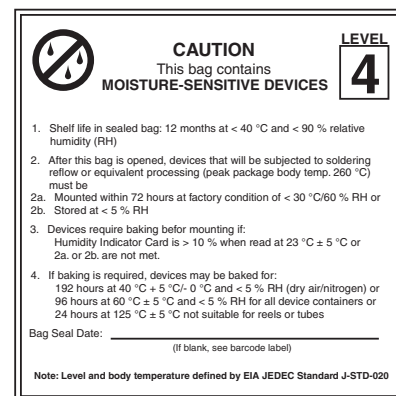 CAUTION
This bag contains
MOISTURE-SENSITIVE DEVICES
LEVEL
4
1. Shelf life in sealed bag: 12 months at < 40 °C and < 90 % relative
humidity (RH)
2. After this bag is opened, devices that will be subjected to soldering
reflow or equivalent processing (peak package body temp. 260 °C)
must be
2a. Mounted within 72 hours at factory condition of < 30 °C/60 % RH or
2b. Stored at < 5 % RH
3. Devices require baking befor mounting if:
Humidity Indicator Card is > 10 % when read at 23 °C ± 5 °C or
2a. or 2b. are not met.
4. If baking is required, devices may be baked for:
192 hours at 40 °C + 5 °C/- 0 °C and < 5 % RH (dry air/nitrogen) or
96 hours at 60 °C ± 5 °C and < 5 % RH for all device containers or
24 hours at 125 °C ± 5 °C not suitable for reels or tubes
Bag Seal Date:
(If blank, see barcode label)
Note: Level and body temperature defined by EIA JEDEC Standard J-STD-020